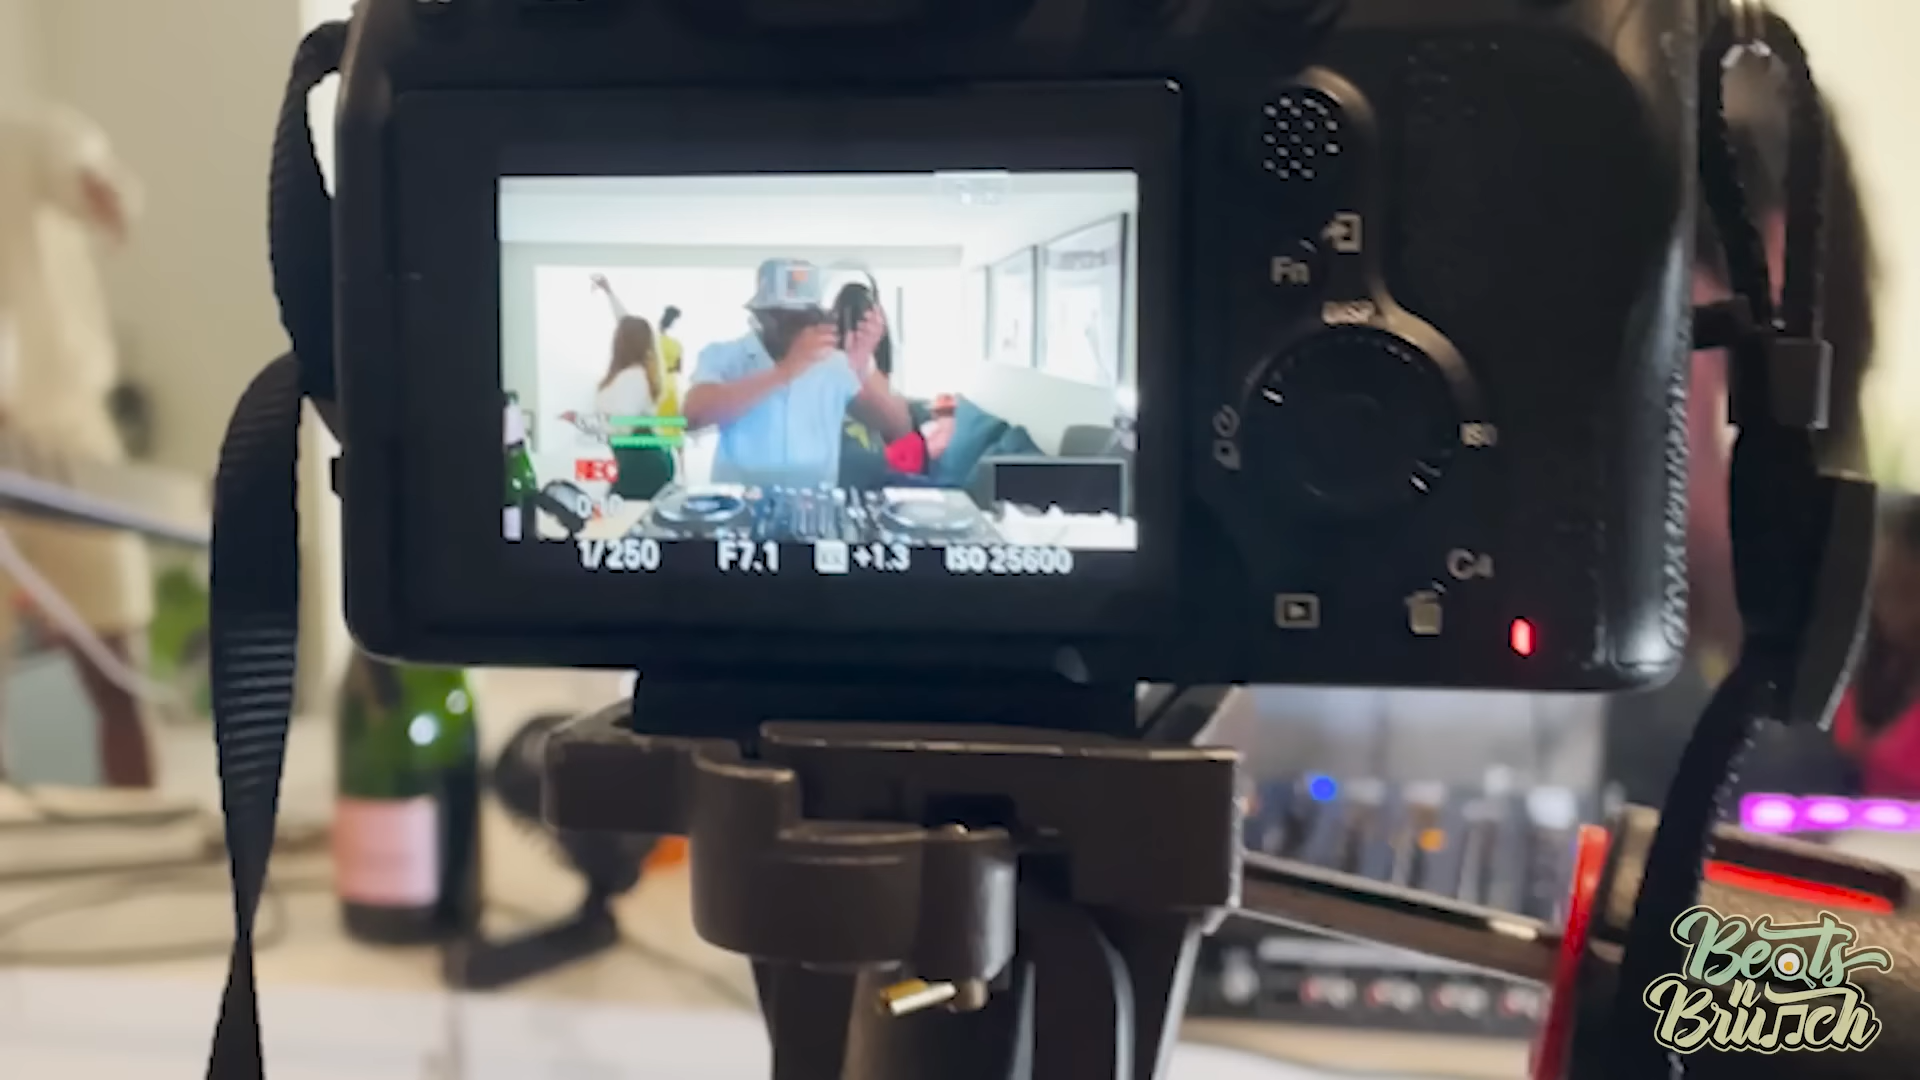 Fn
DISP
ISO
REC
1/250 F7.1 +1.3 ISO 25600
C4
Beats
n
Brunch